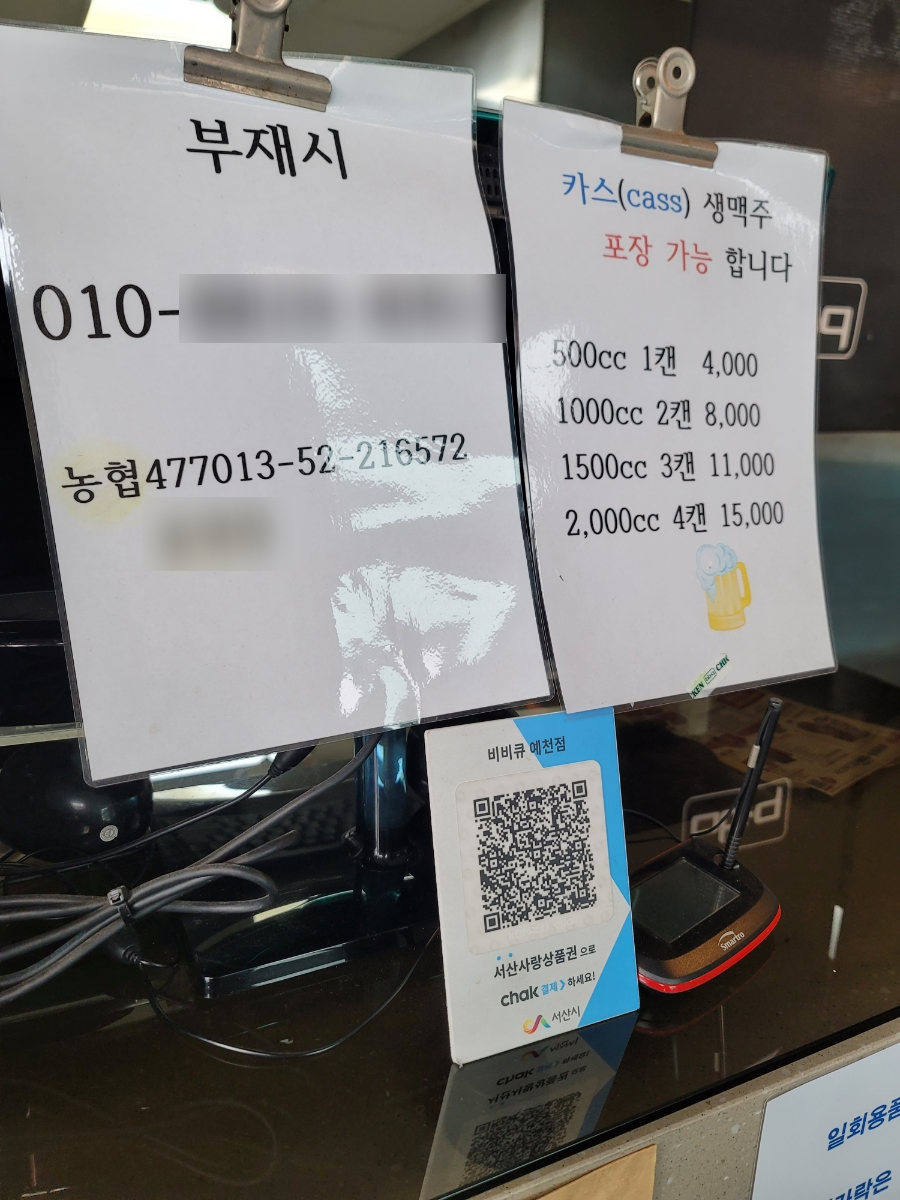 부재시
010-
농협477013-52-216572
카스(cass) 생맥주
포장 가능 합니다
500cc 1캔 4,000
1000cc 2캔 8,000
1500cc 3캔 11,000
2,000cc 4캔 15,000
비비큐 예천점
서산사랑상품권으로
chak 결제 하세요!
서산시
Smartro
일회용품